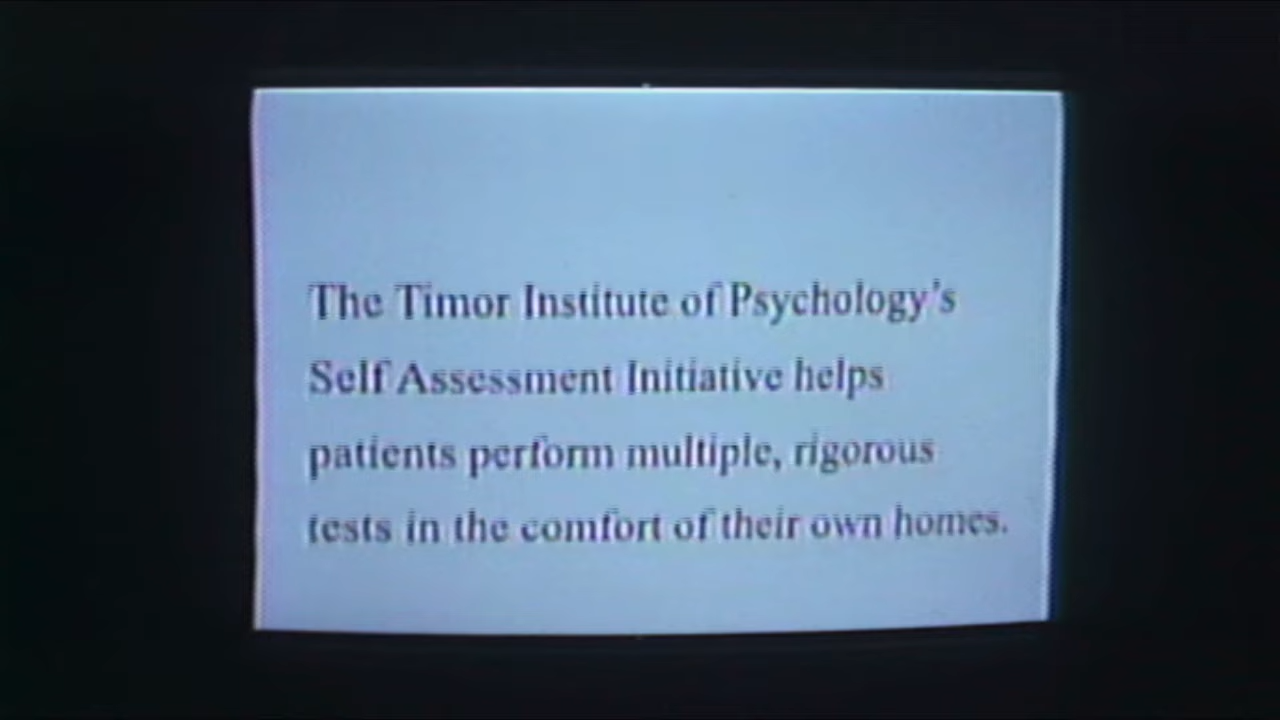 The Timor Institute of Psychology's
Self Assessment Initiative helps
patients perform multiple, rigorous
tests in the comfort of their own homes.